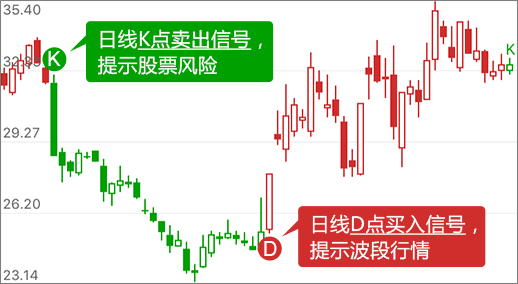 35.40
日线K点卖出信号，
提示股票风险
K
K
32.33
29.27
26.20
日线D点买入信号，
提示波段行情
D
23.14